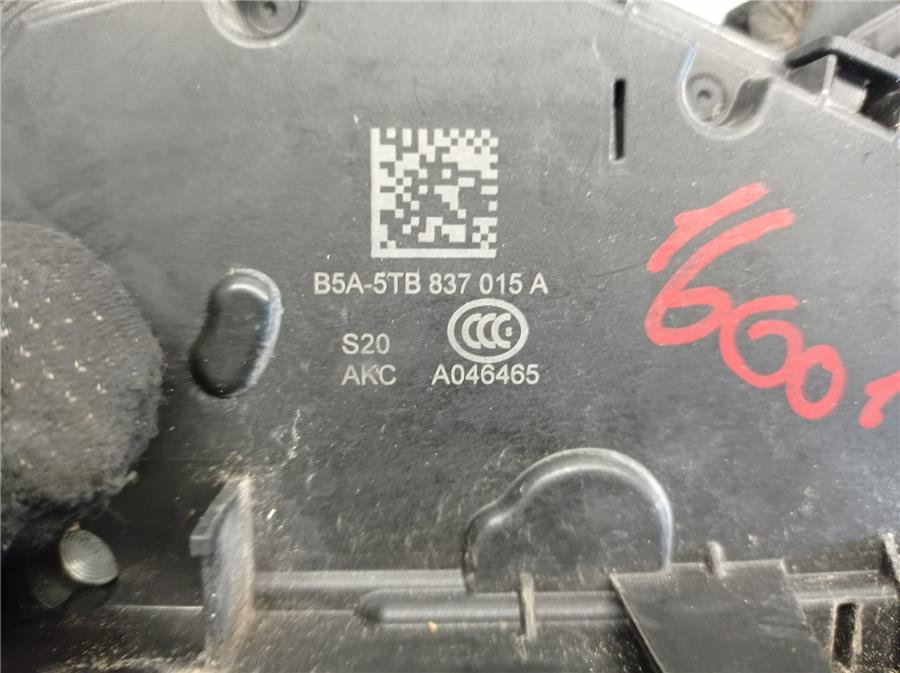 B5A-5TB 837 015 A
CCC S
S20
AKC A046465